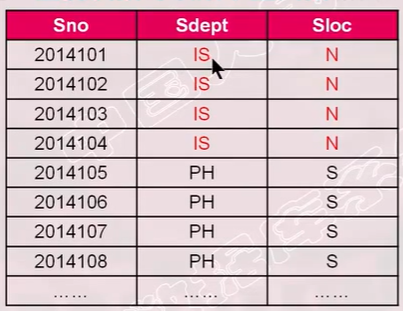 Sno Sdept Sloc
2014101 IS N
2014102 IS N
2014103 IS N
2014104 IS N
2014105 PH S
2014106 PH S
2014107 PH S
2014108 PH S
…… …… ……